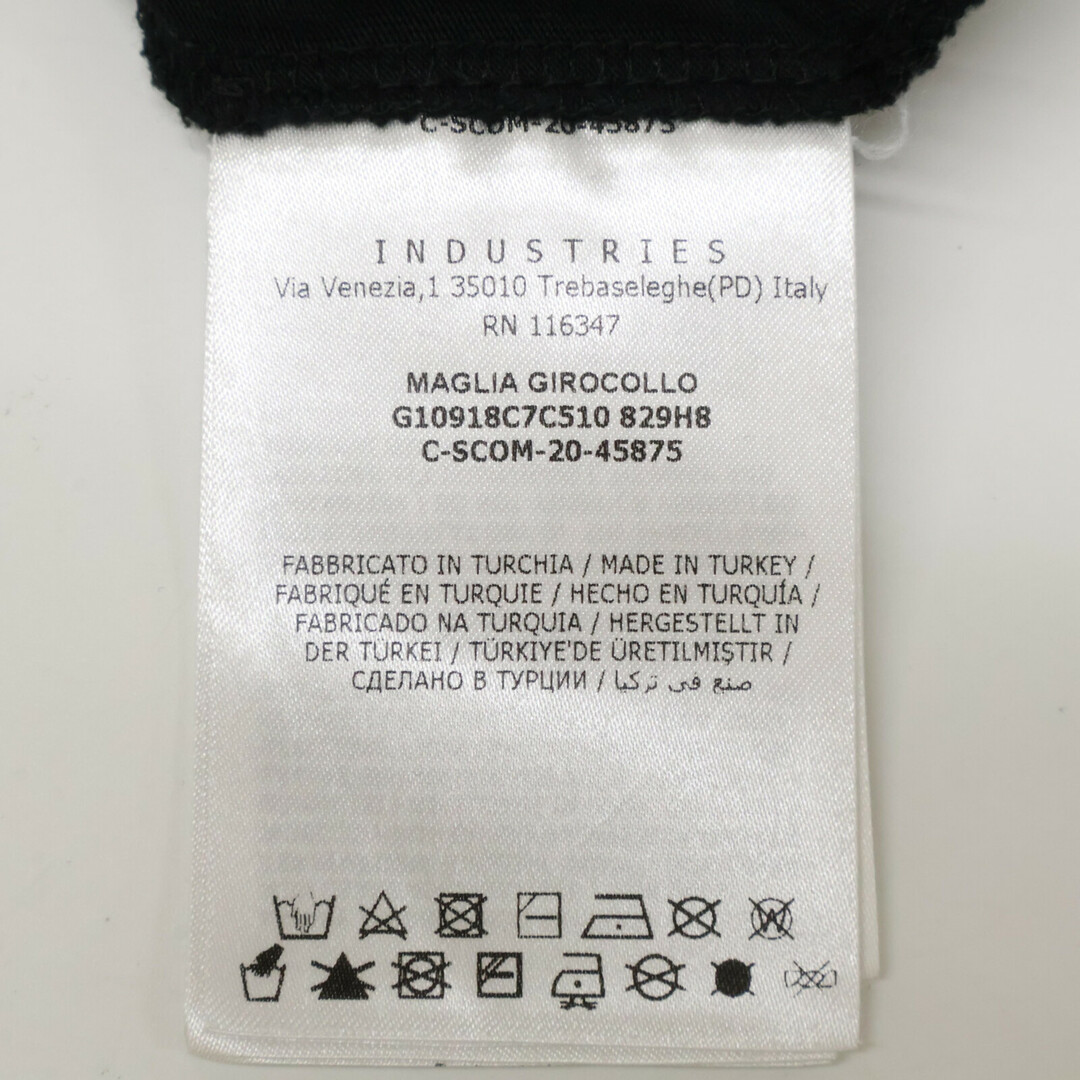 C-SCOM-20-45875
INDUSTRIES
Via Venezia,1 35010 Trebaseleghe(PD) Italy
RN 116347
MAGLIA GIROCOLLO
G10918C7C510 829H8
C-SCOM-20-45875
FABBRICATO IN TURCHIA / MADE IN TURKEY /
FABRIQUÉ EN TURQUIE / HECHO EN TURQUÍA /
FABRICADO NA TURQUIA / HERGESTELLT IN
DER TÜRKEI / TÜRKIYE'DE ÜRETILMIŞTIR /
СДЕЛАНО В ТУРЦИИ / صنع في تركيا
W